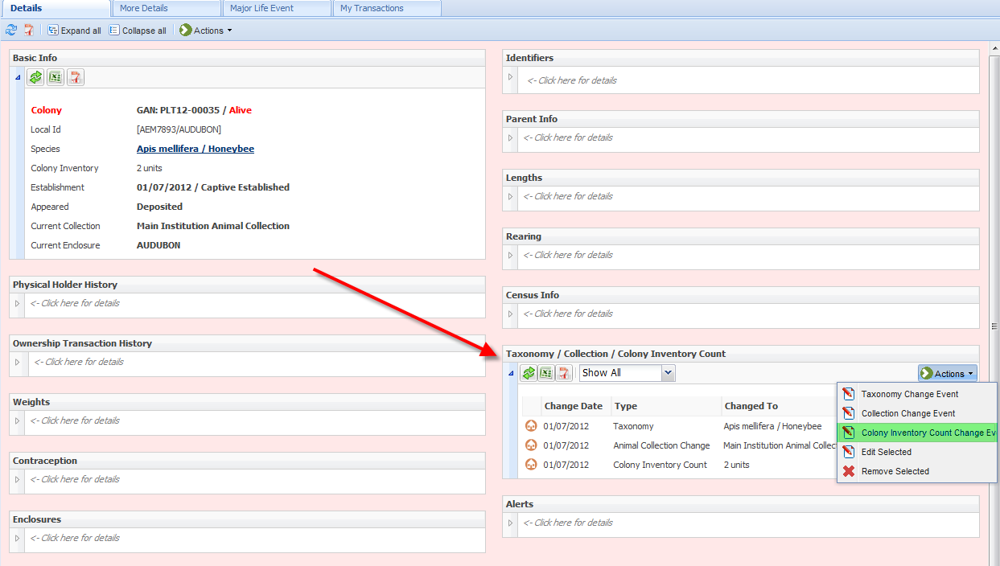 Details
More Details
Major Life Event
My Transactions
Expand all
Collapse all
Actions
Basic Info
Colony
GAN: PLT12-00035 / Alive
Local Id
[AEM7893/AUDUBON]
Species
Apis mellifera / Honeybee
Colony Inventory
2 units
Establishment
01/07/2012 / Captive Established
Appeared
Deposited
Current Collection
Main Institution Animal Collection
Current Enclosure
AUDUBON
Physical Holder History
<- Click here for details
Ownership Transaction History
<- Click here for details
Weights
<- Click here for details
Contraception
<- Click here for details
Enclosures
<- Click here for details
Identifiers
<- Click here for details
Parent Info
<- Click here for details
Lengths
<- Click here for details
Rearing
<- Click here for details
Census Info
<- Click here for details
Taxonomy / Collection / Colony Inventory Count
Show All
Actions
Change Date Type Changed To
01/07/2012 Taxonomy Apis mellifera / Honeybee
01/07/2012 Animal Collection Change Main Institution Animal Collec
01/07/2012 Colony Inventory Count 2 units
Taxonomy Change Event
Collection Change Event
Colony Inventory Count Change Ev
Edit Selected
Remove Selected
Alerts
<- Click here for details